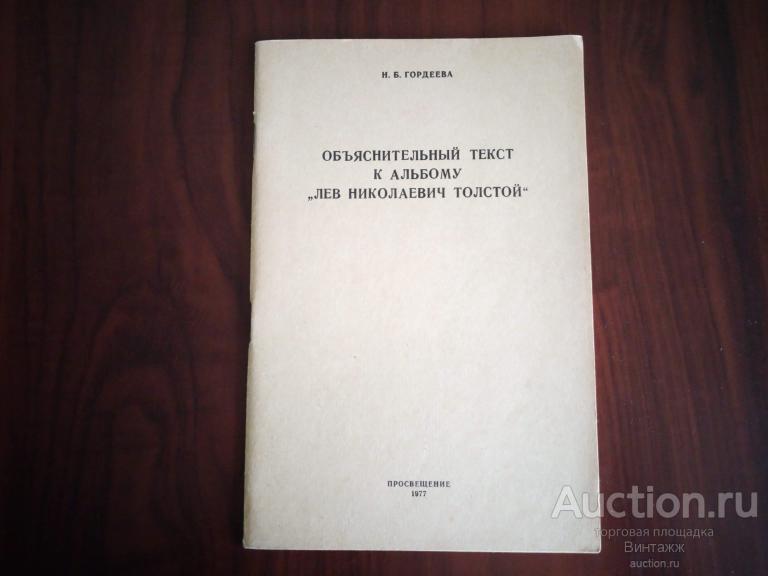 Н. Б. ГОРДЕЕВА
ОБЪЯСНИТЕЛЬНЫЙ ТЕКСТ
К АЛЬБОМУ
„ЛЕВ НИКОЛАЕВИЧ ТОЛСТОЙ“
ПРОСВЕЩЕНИЕ
1977
Auction.ru
торговая площадка
Винтажж
auction.ru